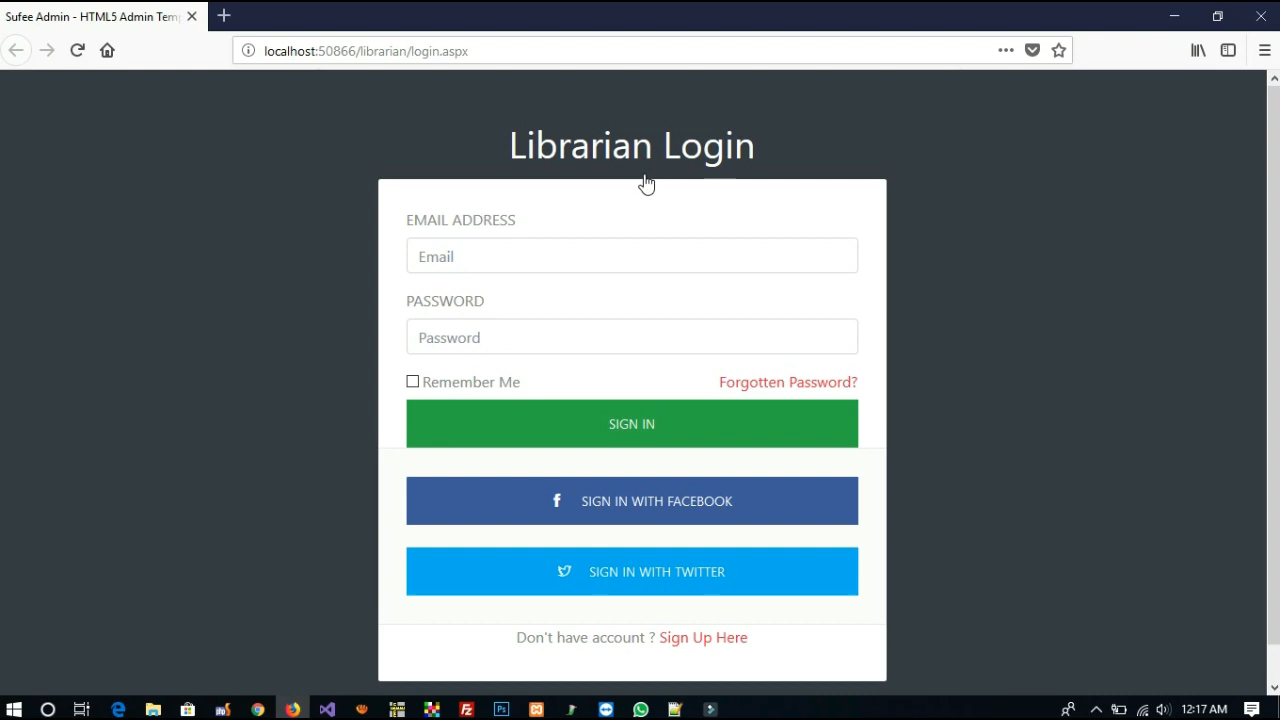 Sufee Admin - HTML5 Admin Temp
localhost:50866/librarian/login.aspx
Librarian Login
EMAIL ADDRESS
Email
PASSWORD
Password
Remember Me
Forgotten Password?
SIGN IN
SIGN IN WITH FACEBOOK
SIGN IN WITH TWITTER
Don't have account ? Sign Up Here
12:17 AM